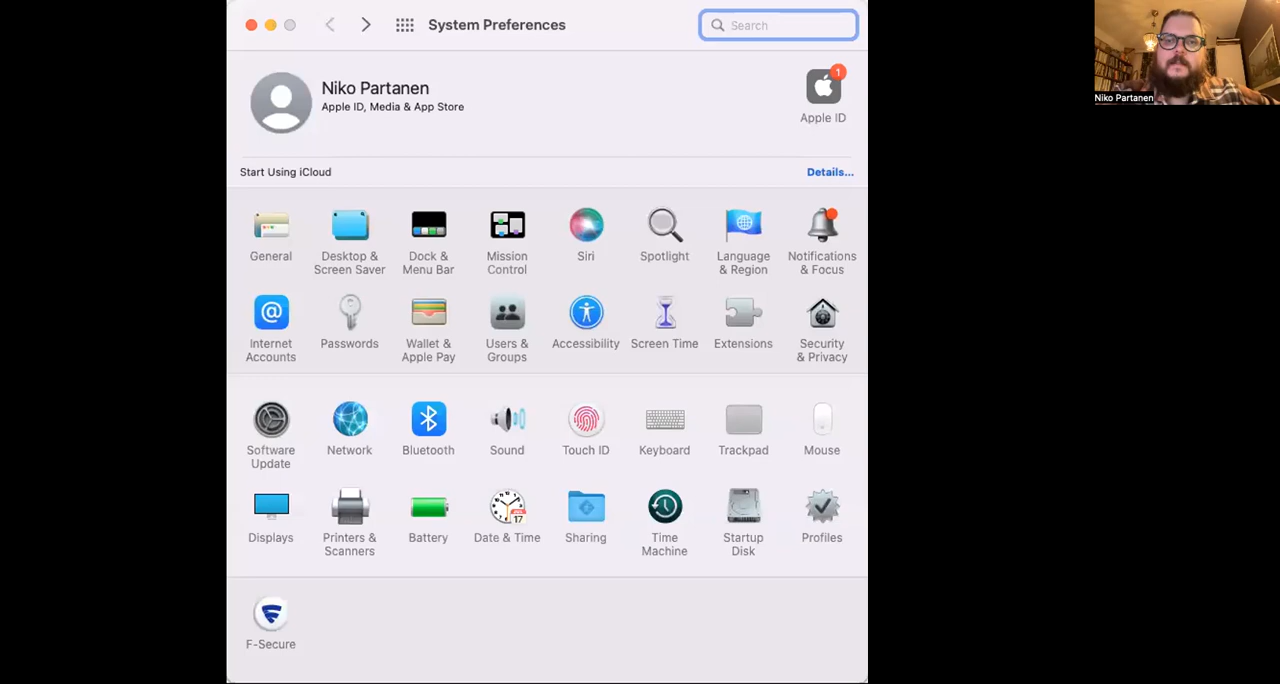 System Preferences
Search
Niko Partanen
Apple ID, Media & App Store
1
Apple ID
Start Using iCloud
Details...
General
Desktop &
Screen Saver
Dock &
Menu Bar
Mission
Control
Siri
Spotlight
Language
& Region
Notifications
& Focus
Internet
Accounts
Passwords
Wallet &
Apple Pay
Users &
Groups
Accessibility
Screen Time
Extensions
Security
& Privacy
Software
Update
Network
Bluetooth
Sound
Touch ID
Keyboard
Trackpad
Mouse
Displays
Printers &
Scanners
Battery
17
Date & Time
Sharing
Time
Machine
Startup
Disk
Profiles
F-Secure
Niko Partanen